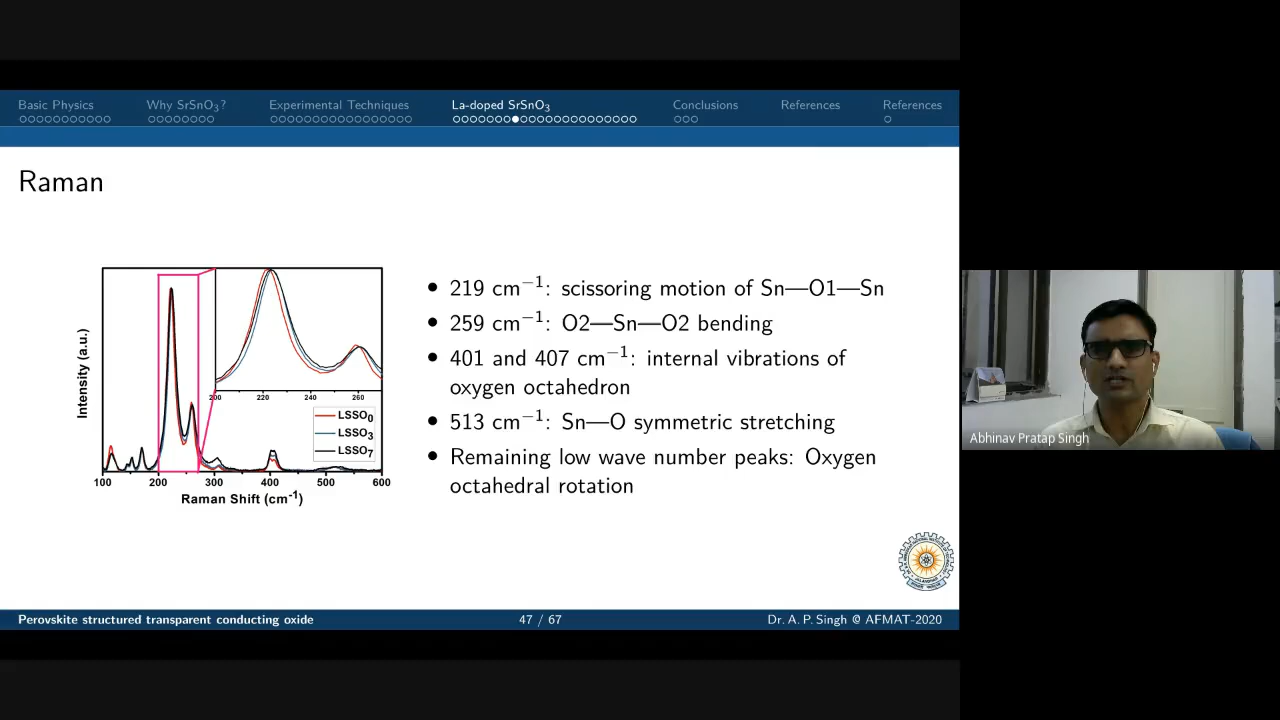 Basic Physics Why SrSnO₃? Experimental Techniques La-doped SrSnO₃ Conclusions References References
Raman
Intensity (a.u.)
200 220 240 260
LSSO₀
LSSO₃
LSSO₇
100 200 300 400 500 600
Raman Shift (cm⁻¹)
• 219 cm⁻¹: scissoring motion of Sn—O1—Sn
• 259 cm⁻¹: O2—Sn—O2 bending
• 401 and 407 cm⁻¹: internal vibrations of
oxygen octahedron
• 513 cm⁻¹: Sn—O symmetric stretching
• Remaining low wave number peaks: Oxygen
octahedral rotation
Abhinav Pratap Singh
Perovskite structured transparent conducting oxide 47 / 67 Dr. A. P. Singh @ AFMAT-2020